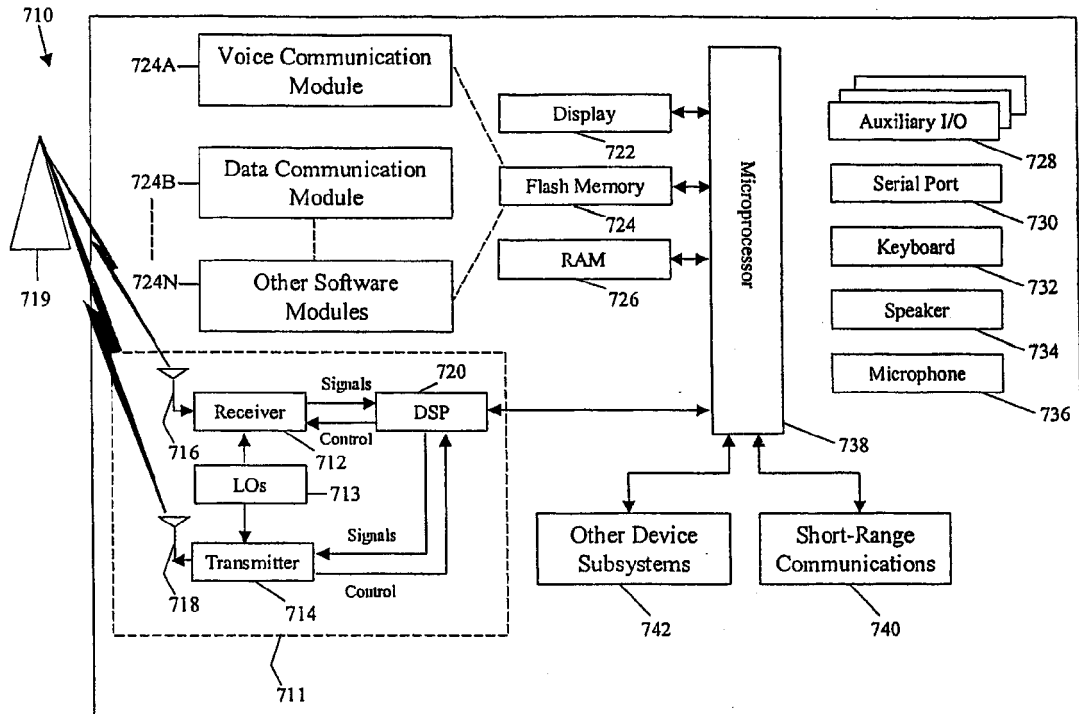 710
724A
Voice Communication
Module
724B
Data Communication
Module
724N
Other Software
Modules
719
Display
722
Flash Memory
724
RAM
726
Microprocessor
738
Auxiliary I/O
728
Serial Port
730
Keyboard
732
Speaker
734
Microphone
736
716
Receiver
712
Signals
Control
720
DSP
LOs
713
718
Transmitter
714
Signals
Control
711
Other Device
Subsystems
742
Short-Range
Communications
740